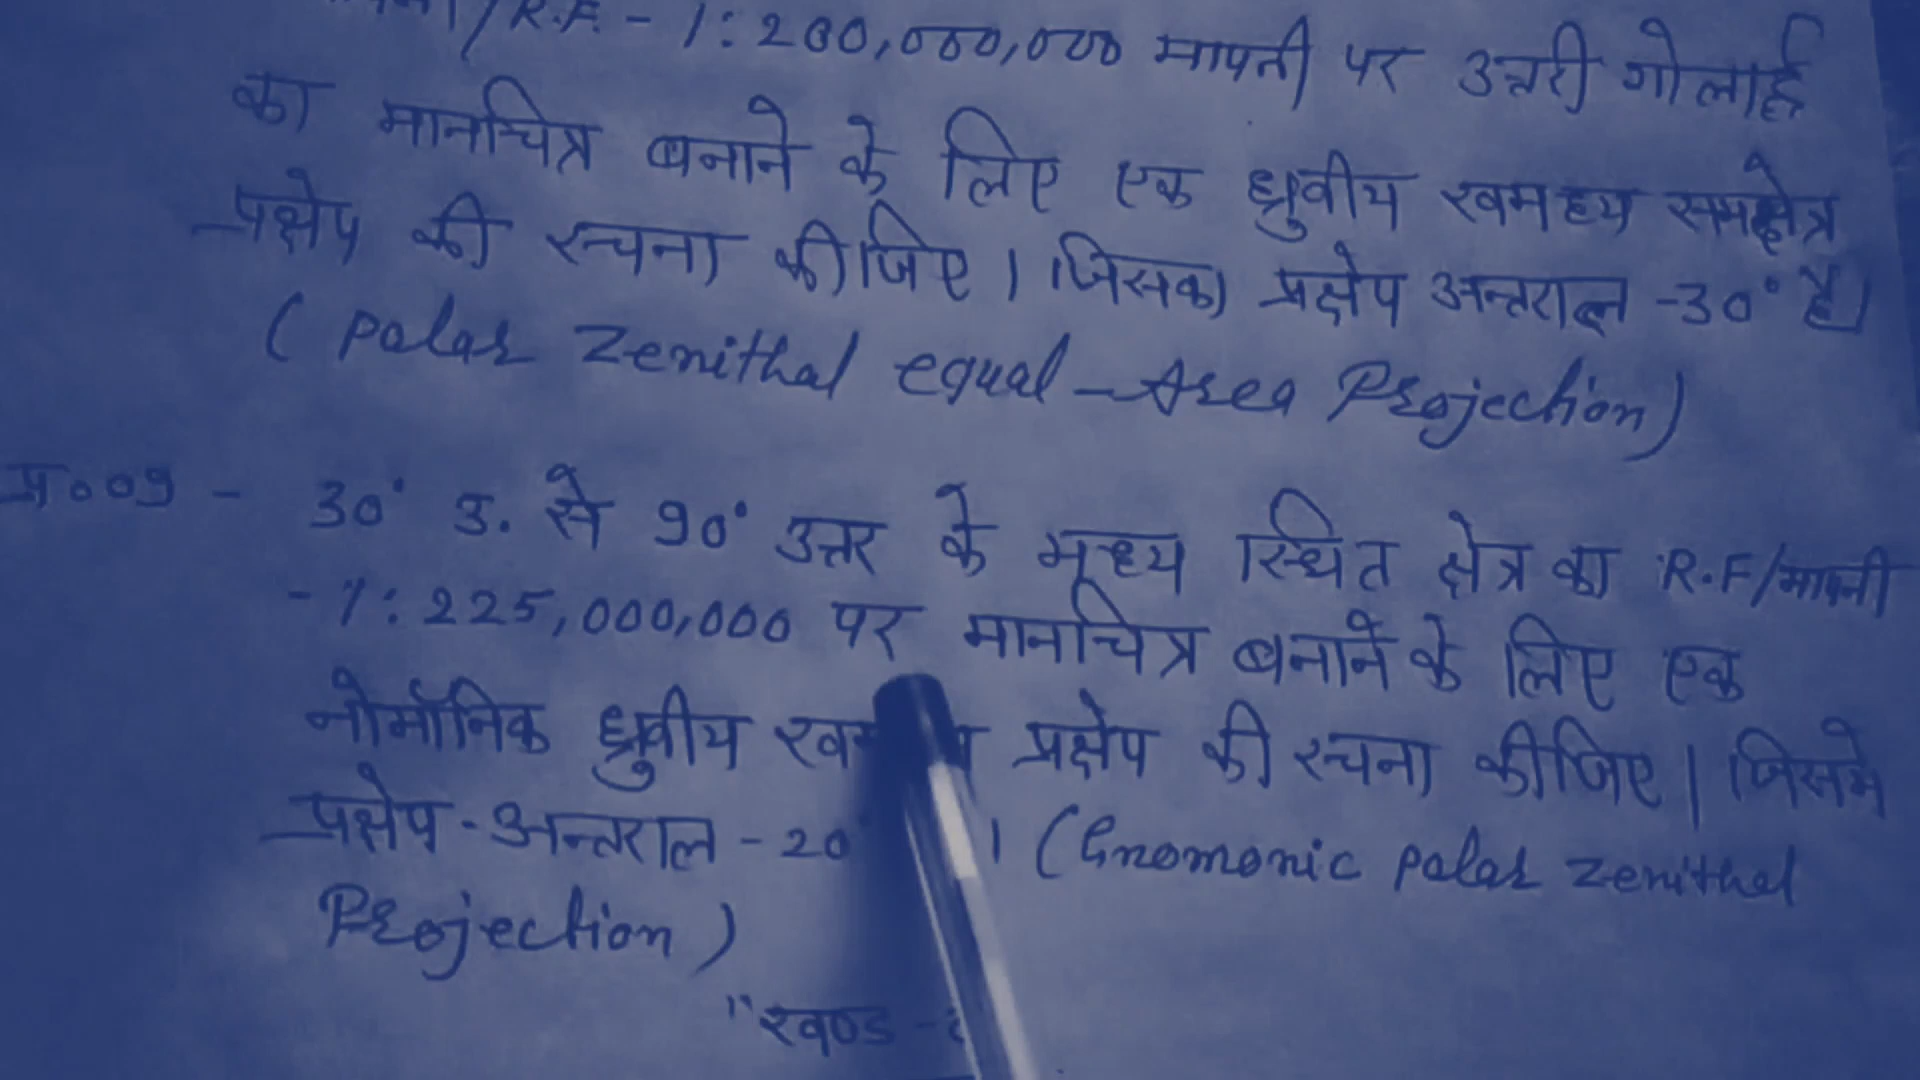 /R.F. - 1:200,000,000 मापनी पर उत्तरी गोलार्द्ध
का मानचित्र बनाने के लिए एक ध्रुवीय खमध्य समक्षेत्र
प्रक्षेप की रचना कीजिए । जिसका प्रक्षेप अन्तराल -30° है।
( Polar Zenithal equal-Area Projection)
प्र०09 - 30° उ. से 90° उत्तर के मध्य स्थित क्षेत्र का R.F/मापनी
- 1:225,000,000 पर मानचित्र बनाने के लिए एक
नोमॉनिक ध्रुवीय प्रक्षेप की रचना कीजिए | जिसमे
प्रक्षेप-अन्तराल - 20 । (Gnomonic Polar Zenithal
Projection)
"खण्ड -